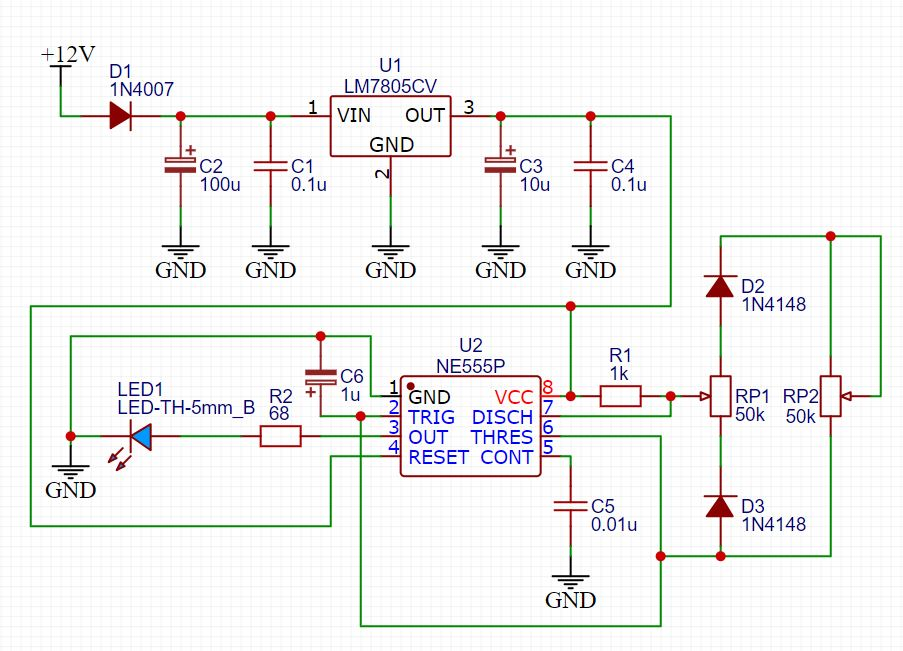 +12V
D1
1N4007
U1
LM7805CV
1
VIN
OUT
3
GND
2
C2
100u
C1
0.1u
C3
10u
C4
0.1u
GND
GND
GND
GND
GND
D2
1N4148
U2
NE555P
R1
1k
C6
1u
LED1
LED-TH-5mm_B
R2
68
1
GND
VCC
8
2
TRIG
DISCH
7
3
OUT
THRES
6
4
RESET
CONT
5
RP1
50k
RP2
50k
GND
C5
0.01u
D3
1N4148
GND